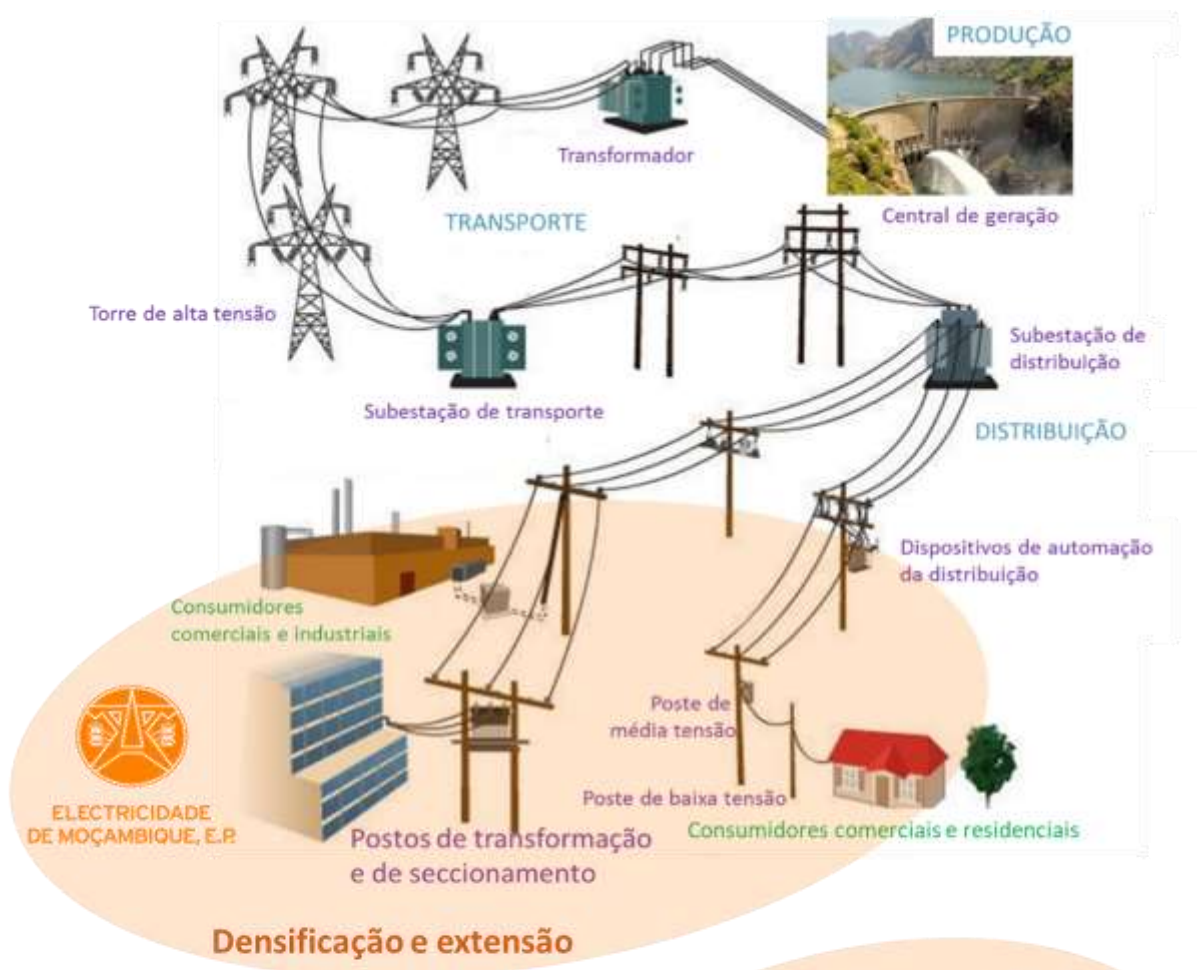 PRODUÇÃO
Transformador
Central de geração
TRANSPORTE
Torre de alta tensão
Subestação de
distribuição
Subestação de transporte
DISTRIBUIÇÃO
Dispositivos de automação
da distribuição
Consumidores
comerciais e industriais
Poste de
média tensão
Poste de baixa tensão
ELECTRICIDADE
DE MOÇAMBIQUE, E.P.
Consumidores comerciais e residenciais
Postos de transformação
e de seccionamento
Densificação e extensão